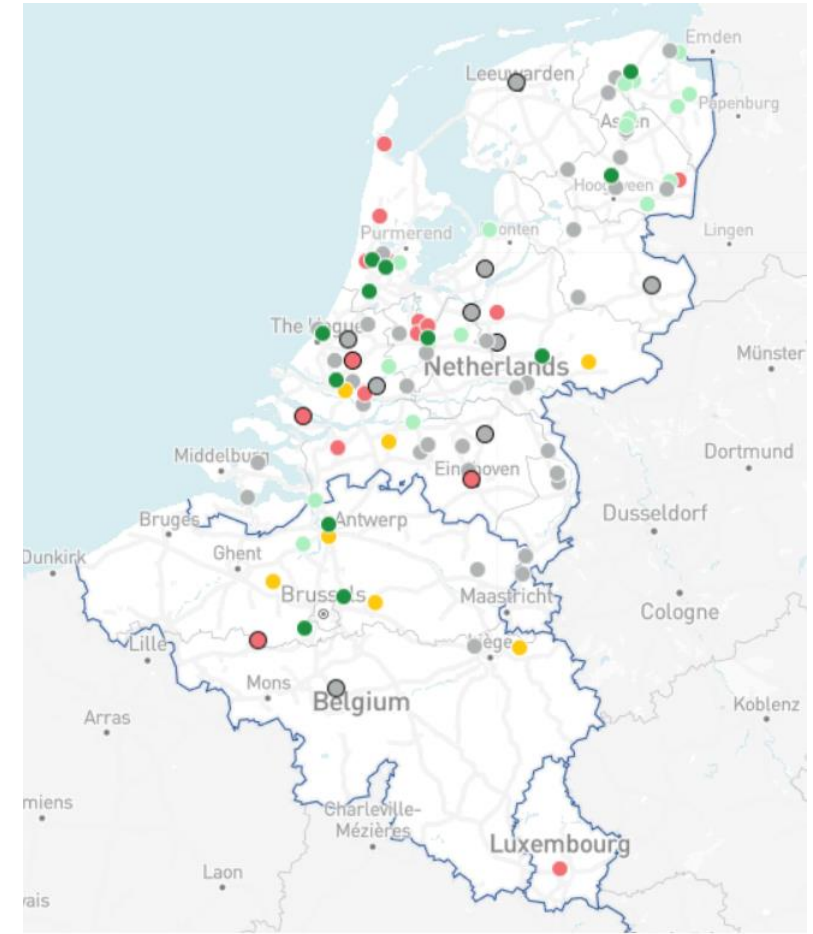 Emden
Leeuwarden
Papenburg
Assen
Hoogeveen
Lingen
Purmerend
The Hague
Netherlands
Münster
Middelburg
Eindhoven
Dortmund
Dusseldorf
Bruges
Antwerp
Ghent
Dunkirk
Brussels
Maastricht
Cologne
Lille
Liège
Mons
Belgium
Koblenz
Arras
miens
Charleville-
Mézières
Luxembourg
Laon
vais